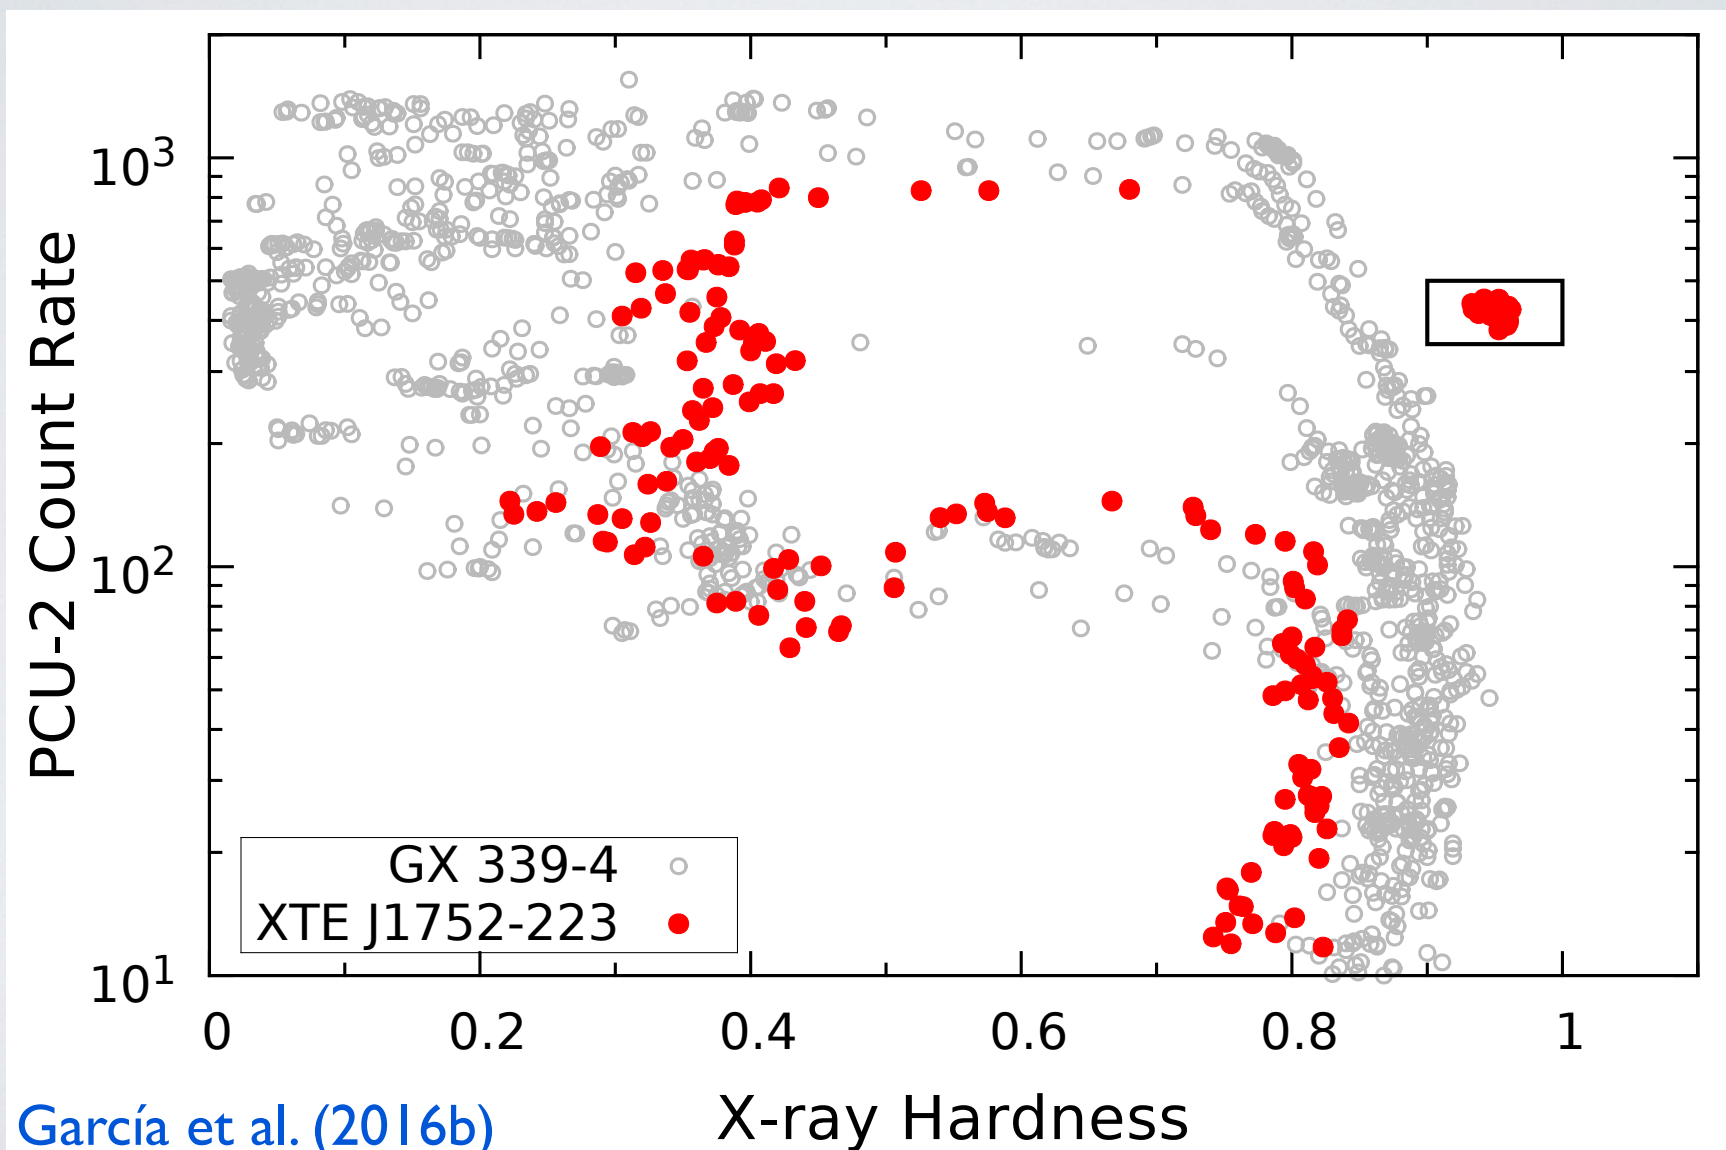 PCU-2 Count Rate
10³
10²
10¹
GX 339-4
XTE J1752-223
0 0.2 0.4 0.6 0.8 1
X-ray Hardness
García et al. (2016b)